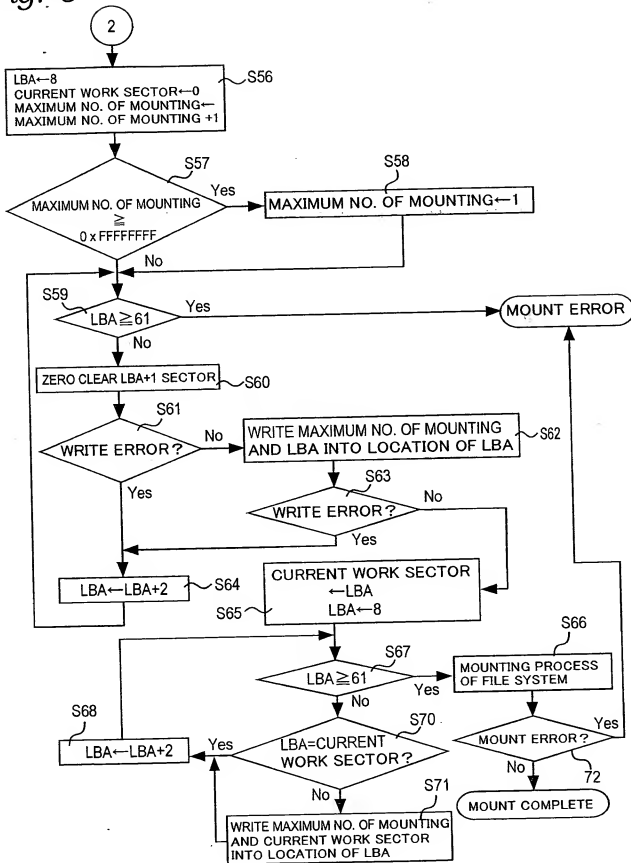 2
LBA←8
CURRENT WORK SECTOR←0
MAXIMUM NO. OF MOUNTING←
MAXIMUM NO. OF MOUNTING +1
S56
S57
MAXIMUM NO. OF MOUNTING
≧
0 x FFFFFFFF
Yes
S58
MAXIMUM NO. OF MOUNTING←1
No
S59
LBA≧61
Yes
MOUNT ERROR
No
ZERO CLEAR LBA+1 SECTOR
S60
S61
WRITE ERROR?
No
WRITE MAXIMUM NO. OF MOUNTING
AND LBA INTO LOCATION OF LBA
S62
Yes
S63
WRITE ERROR?
No
Yes
LBA←LBA+2
S64
CURRENT WORK SECTOR
←LBA
LBA←8
S65
S67
LBA≧61
Yes
No
S66
MOUNTING PROCESS
OF FILE SYSTEM
S68
LBA←LBA+2
Yes
S70
LBA=CURRENT
WORK SECTOR?
No
MOUNT ERROR?
Yes
72
No
MOUNT COMPLETE
S71
WRITE MAXIMUM NO. OF MOUNTING
AND CURRENT WORK SECTOR
INTO LOCATION OF LBA